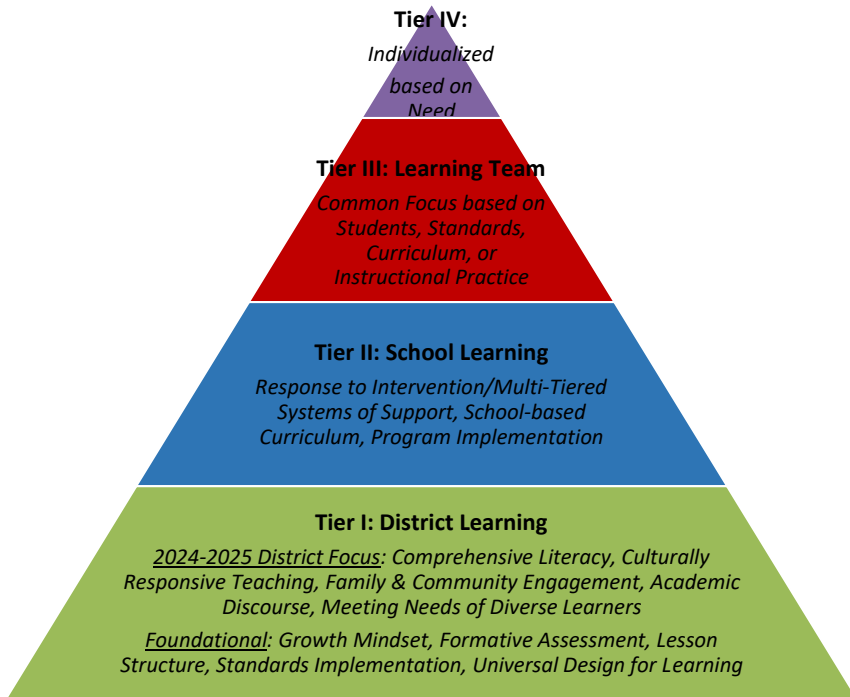 Tier IV:
Individualized
based on
Need
Tier III: Learning Team
Common Focus based on
Students, Standards,
Curriculum, or
Instructional Practice
Tier II: School Learning
Response to Intervention/Multi-Tiered
Systems of Support, School-based
Curriculum, Program Implementation
Tier I: District Learning
2024-2025 District Focus: Comprehensive Literacy, Culturally
Responsive Teaching, Family & Community Engagement, Academic
Discourse, Meeting Needs of Diverse Learners
Foundational: Growth Mindset, Formative Assessment, Lesson
Structure, Standards Implementation, Universal Design for Learning